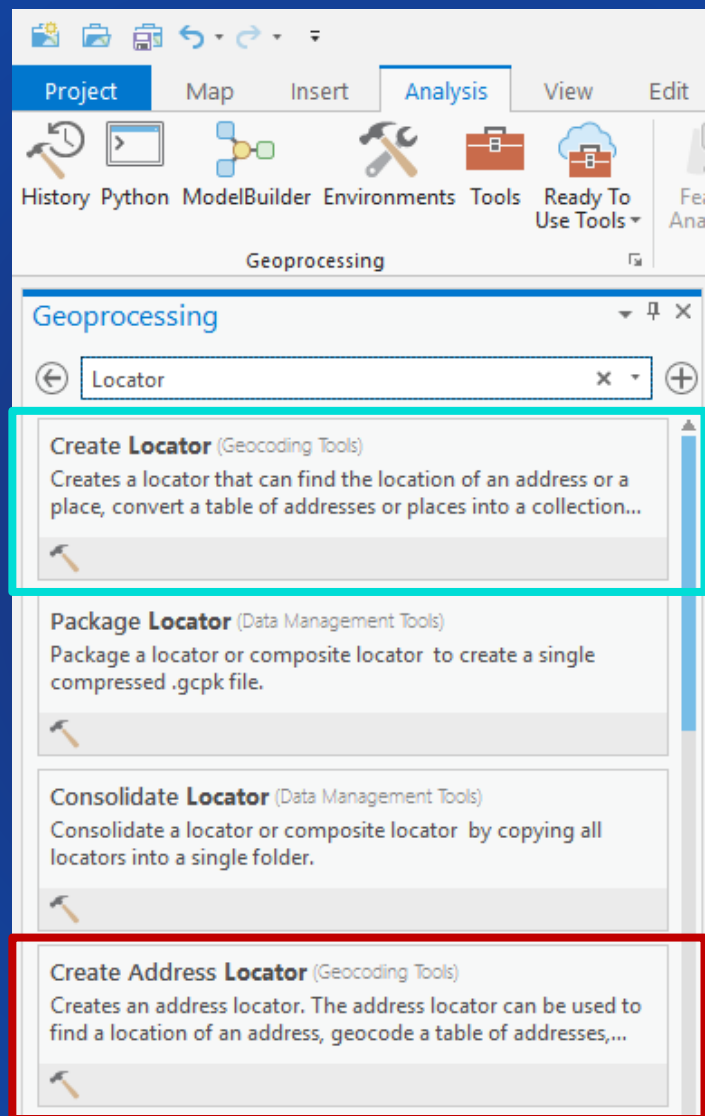 Project Map Insert Analysis View Edit
History Python ModelBuilder Environments Tools Ready To
Use Tools
Geoprocessing
Geoprocessing
Locator
Create Locator (Geocoding Tools)
Creates a locator that can find the location of an address or a
place, convert a table of addresses or places into a collection...
Package Locator (Data Management Tools)
Package a locator or composite locator to create a single
compressed .gcpk file.
Consolidate Locator (Data Management Tools)
Consolidate a locator or composite locator by copying all
locators into a single folder.
Create Address Locator (Geocoding Tools)
Creates an address locator. The address locator can be used to
find a location of an address, geocode a table of addresses,...